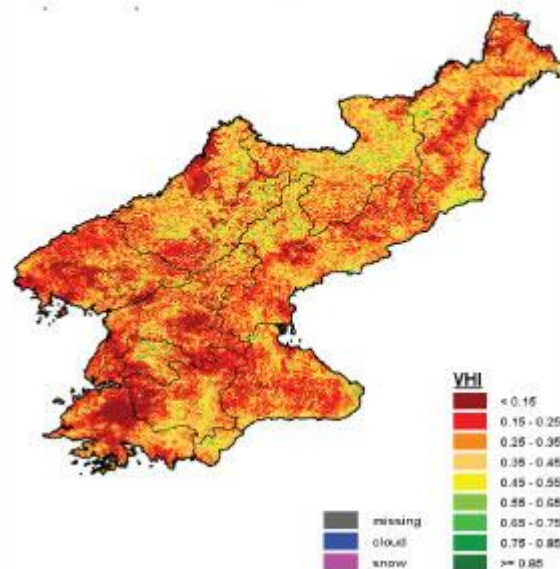 VHI
< 0.15
0.15 - 0.25
0.25 - 0.35
0.35 - 0.45
0.45 - 0.55
0.55 - 0.65
0.65 - 0.75
0.75 - 0.85
>= 0.85
missing
cloud
snow